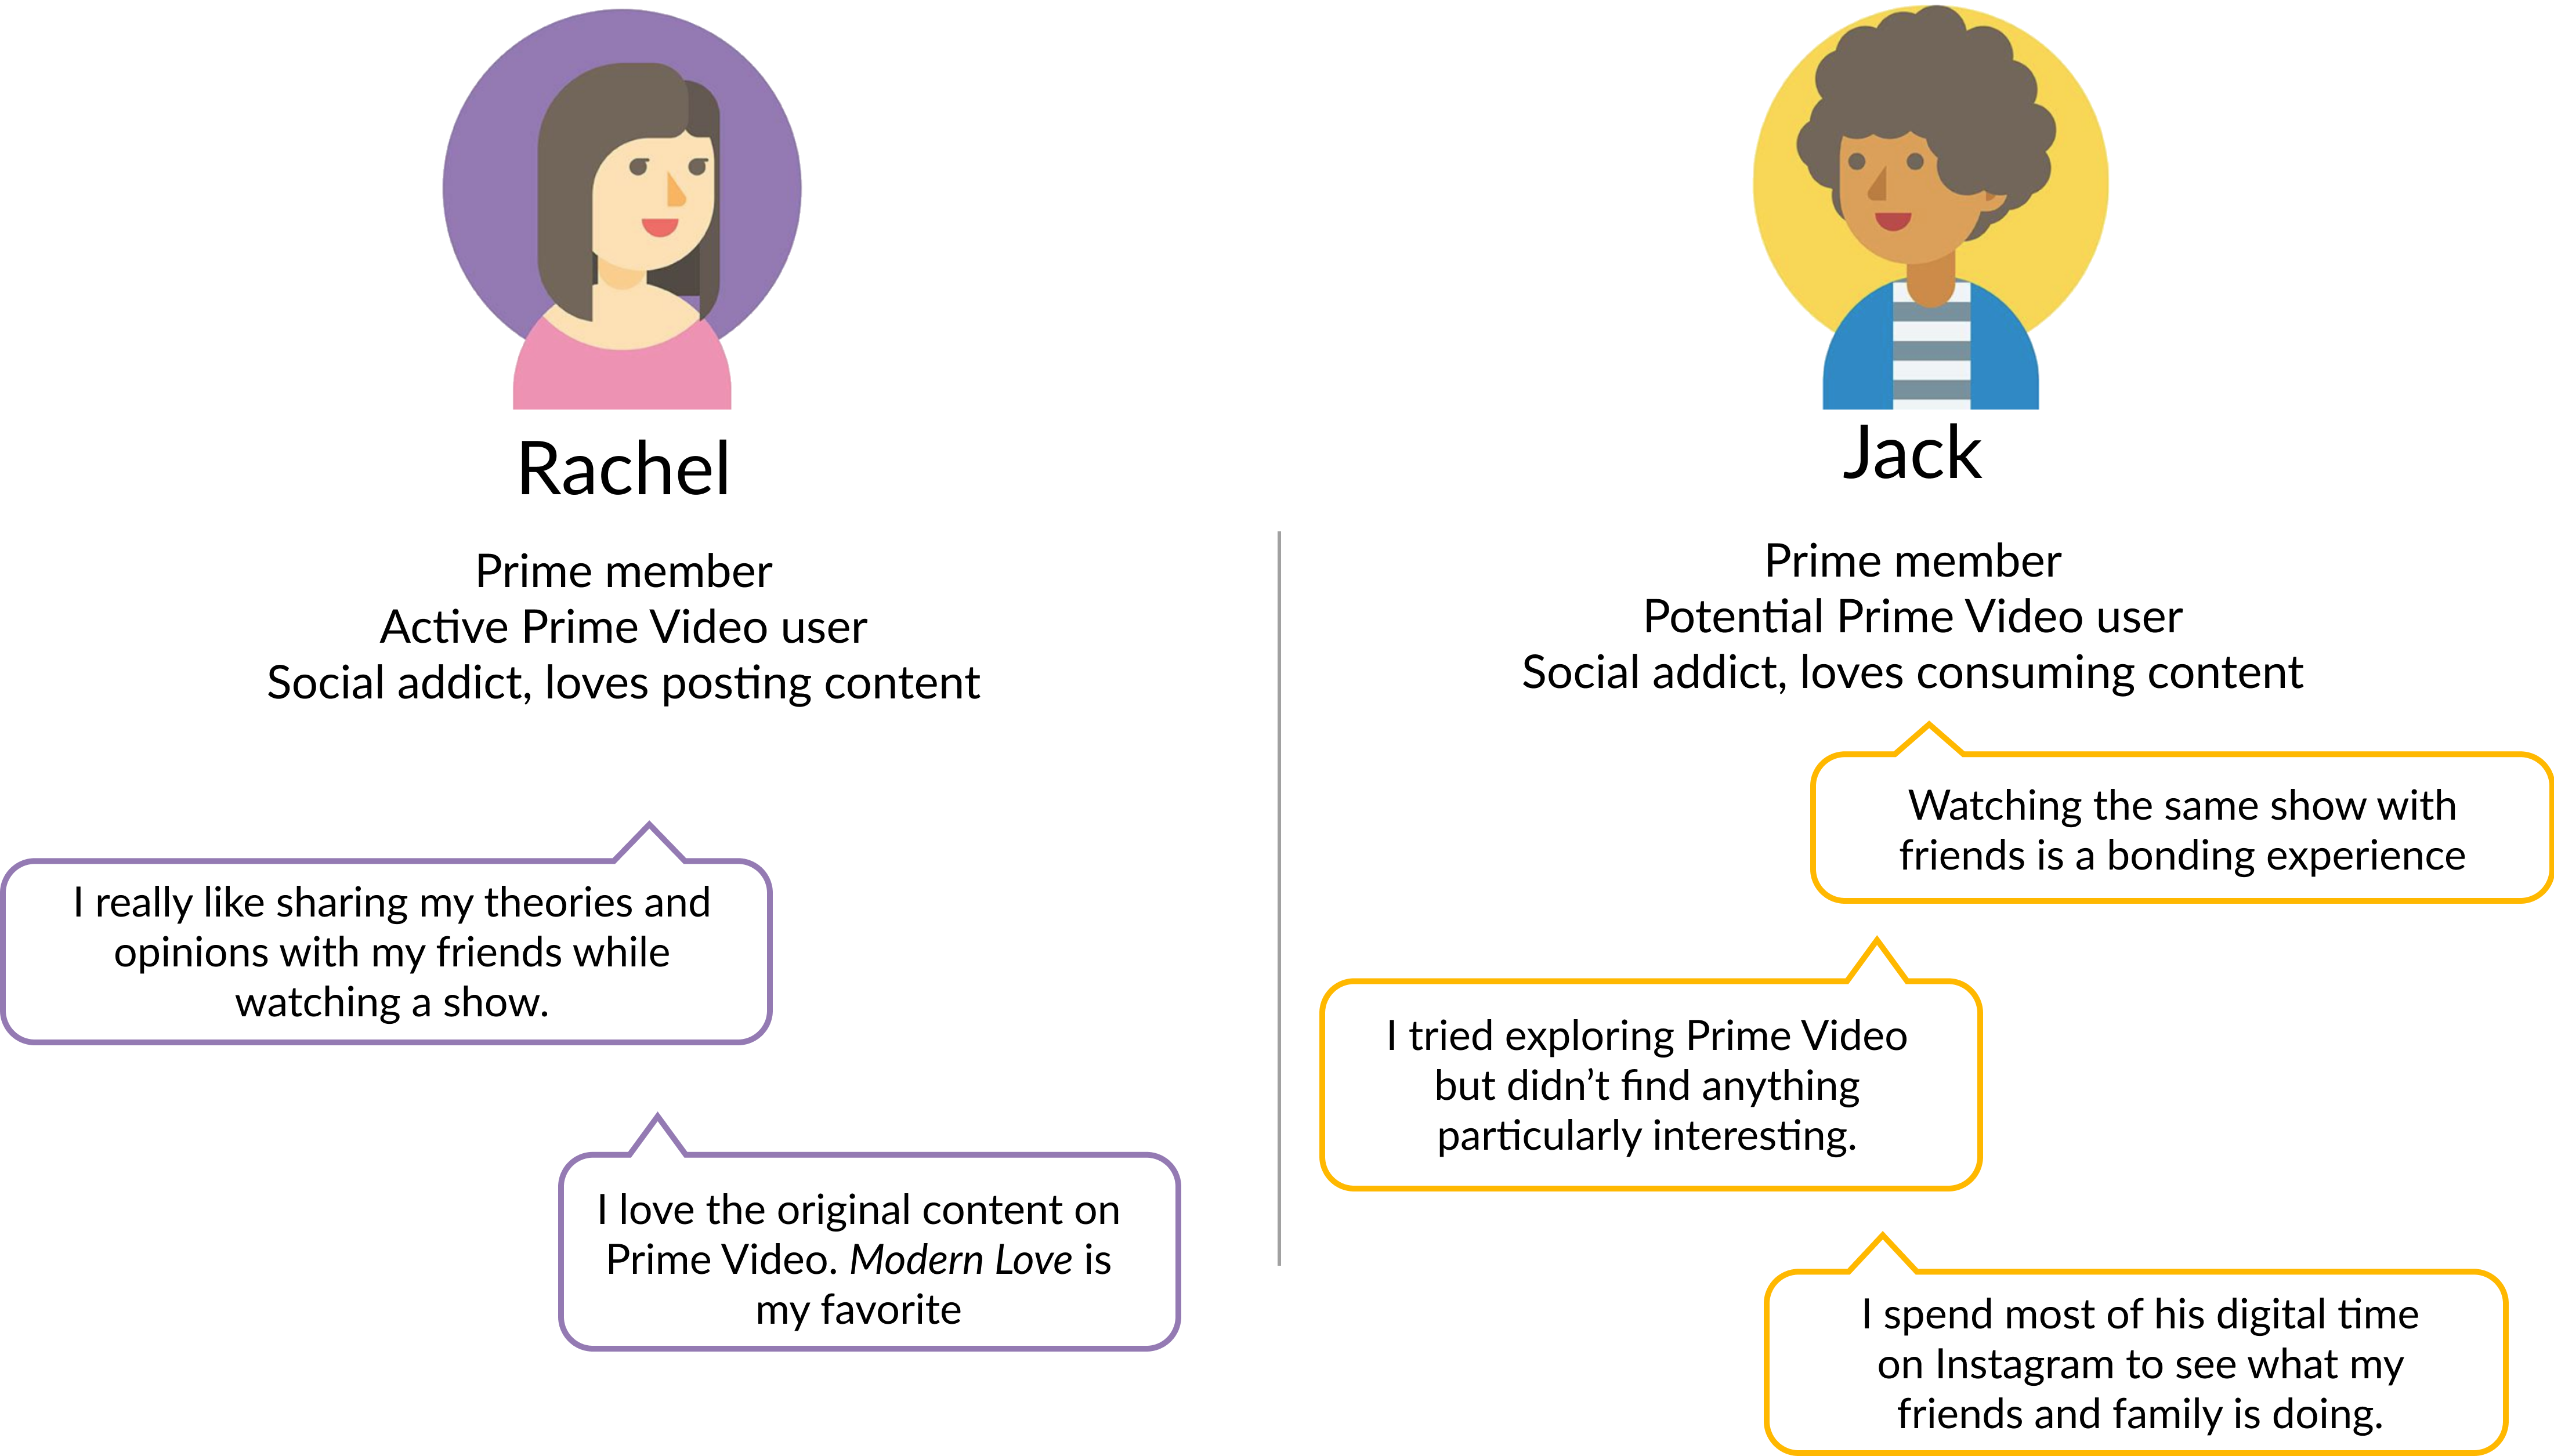 Rachel
Prime member
Active Prime Video user
Social addict, loves posting content
I really like sharing my theories and
opinions with my friends while
watching a show.
I love the original content on
Prime Video. Modern Love is
my favorite
Jack
Prime member
Potential Prime Video user
Social addict, loves consuming content
Watching the same show with
friends is a bonding experience
I tried exploring Prime Video
but didn’t find anything
particularly interesting.
I spend most of his digital time
on Instagram to see what my
friends and family is doing.